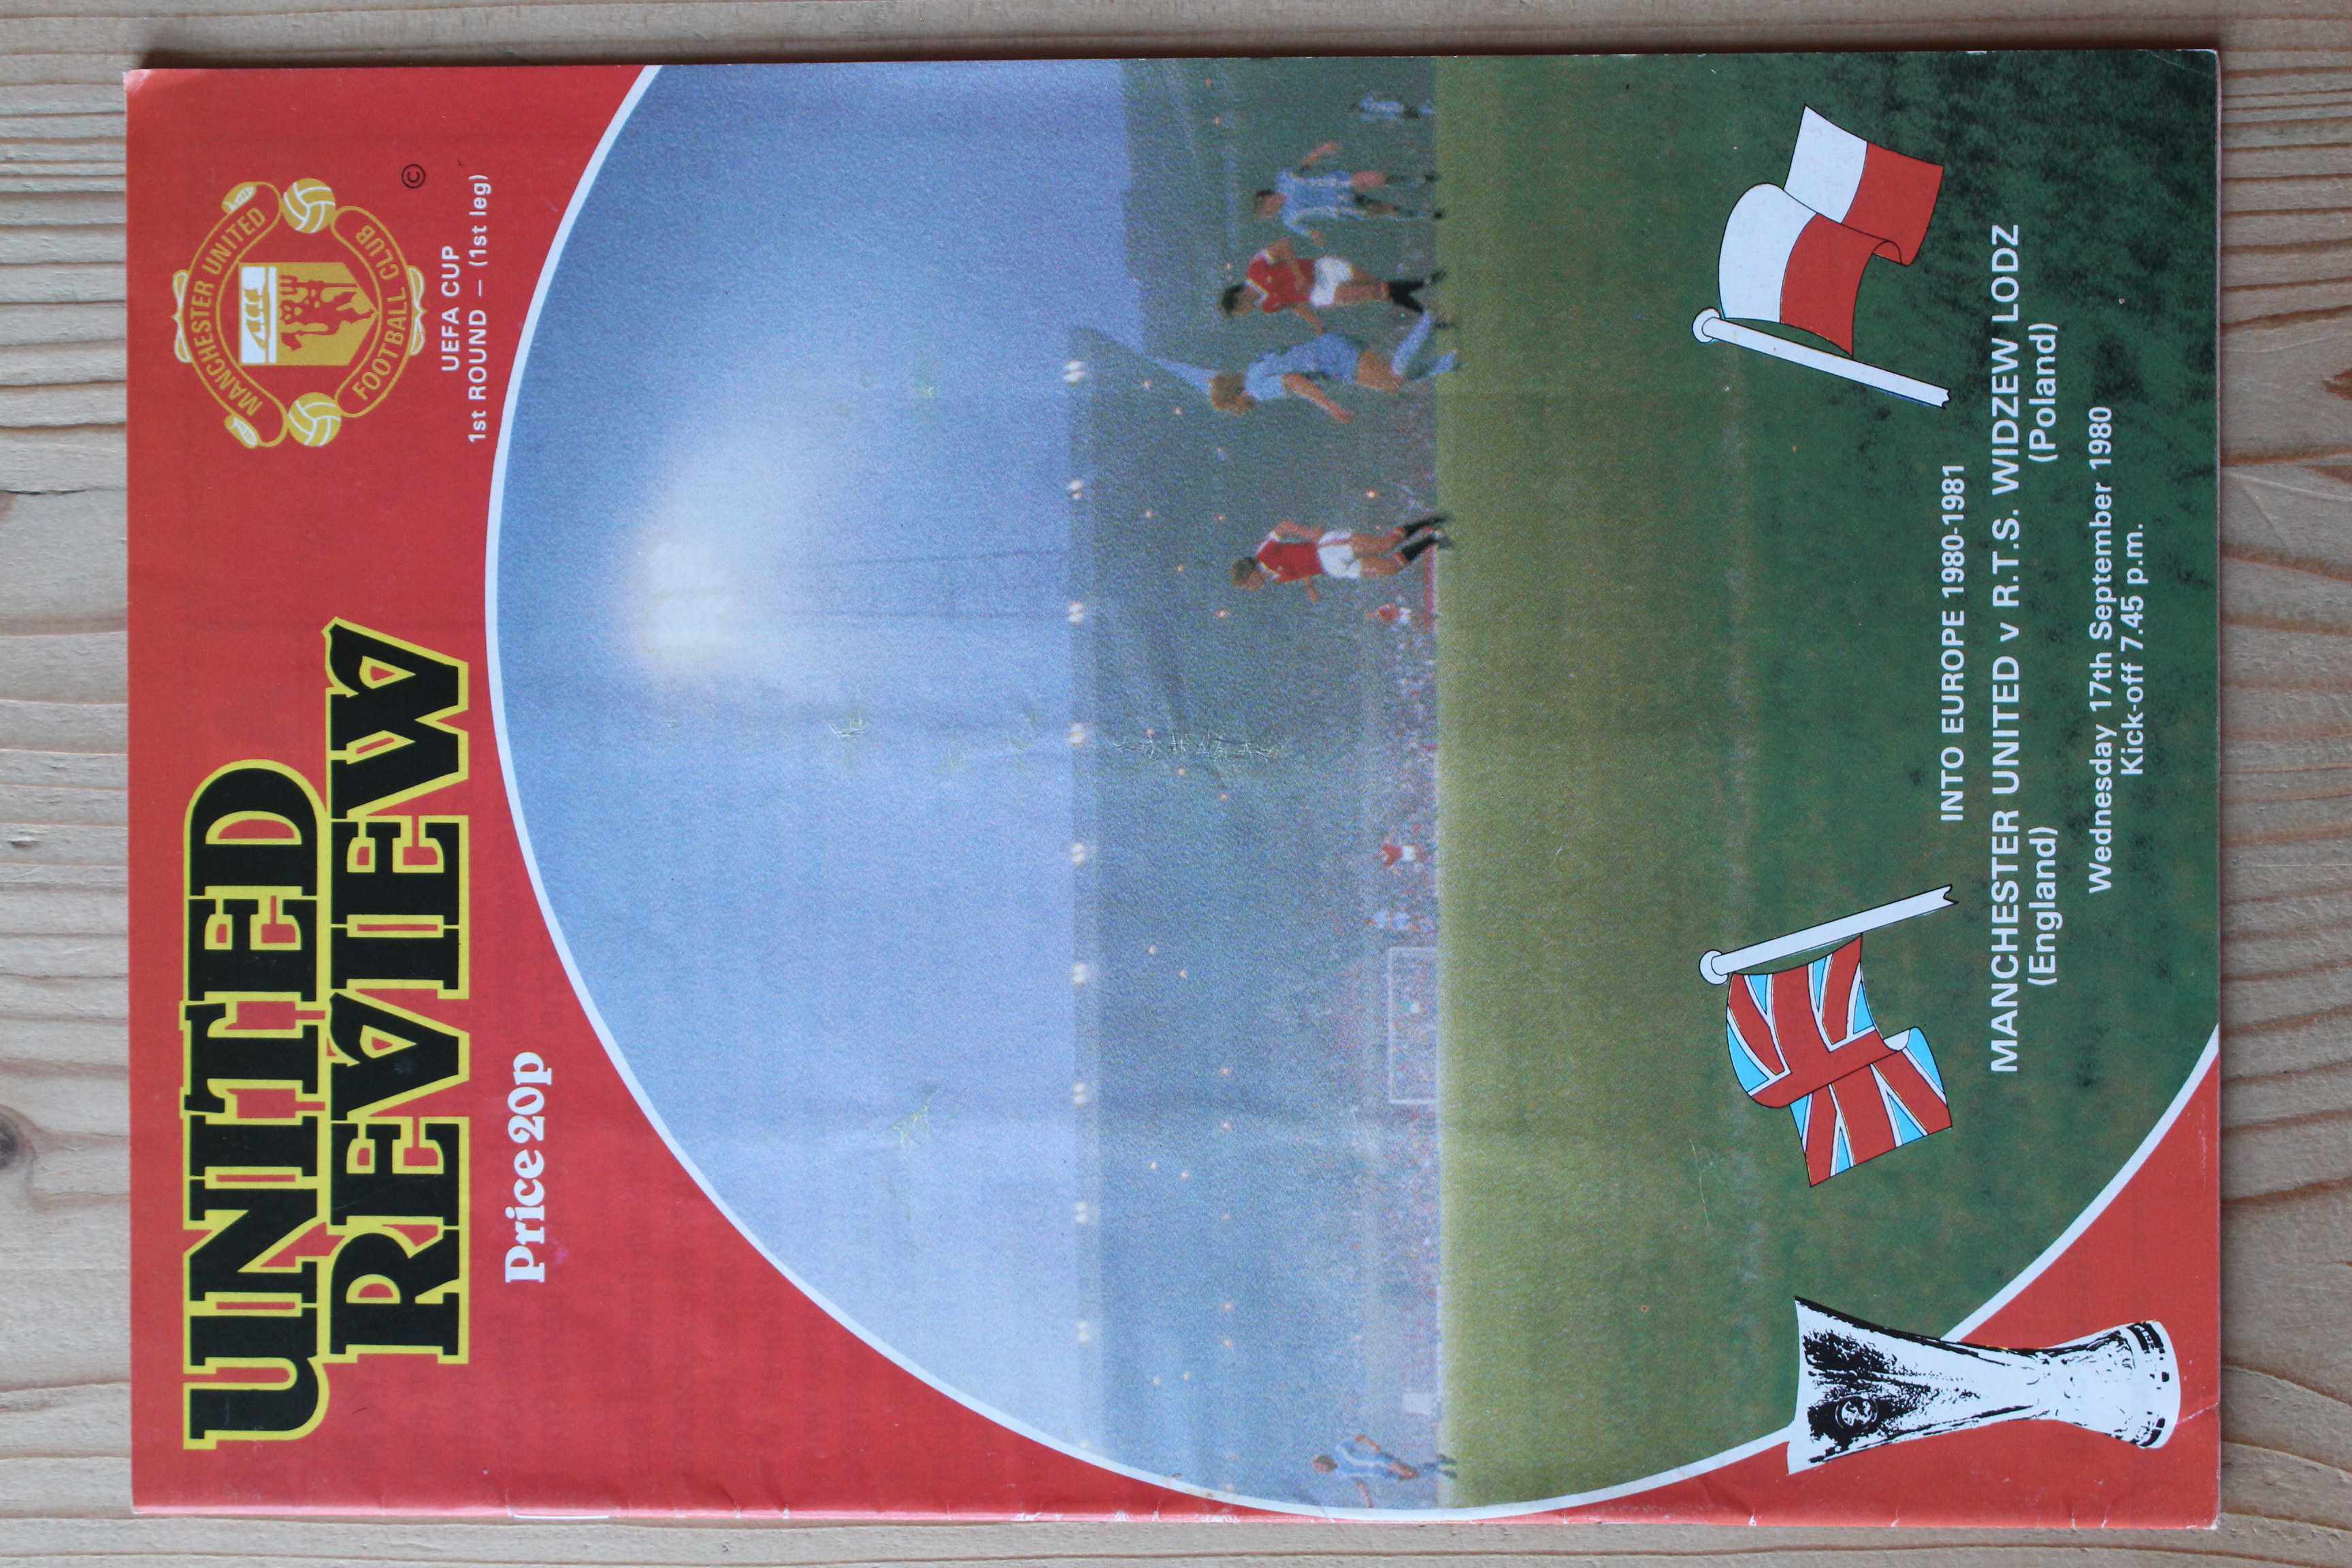 UNITED
REVIEW
Price 20p
MANCHESTER UNITED
FOOTBALL CLUB
©
UEFA CUP
1st ROUND – (1st leg)
INTO EUROPE 1980-1981
MANCHESTER UNITED v R.T.S. WIDZEW LODZ
(England) (Poland)
Wednesday 17th September 1980
Kick-off 7.45 p.m.